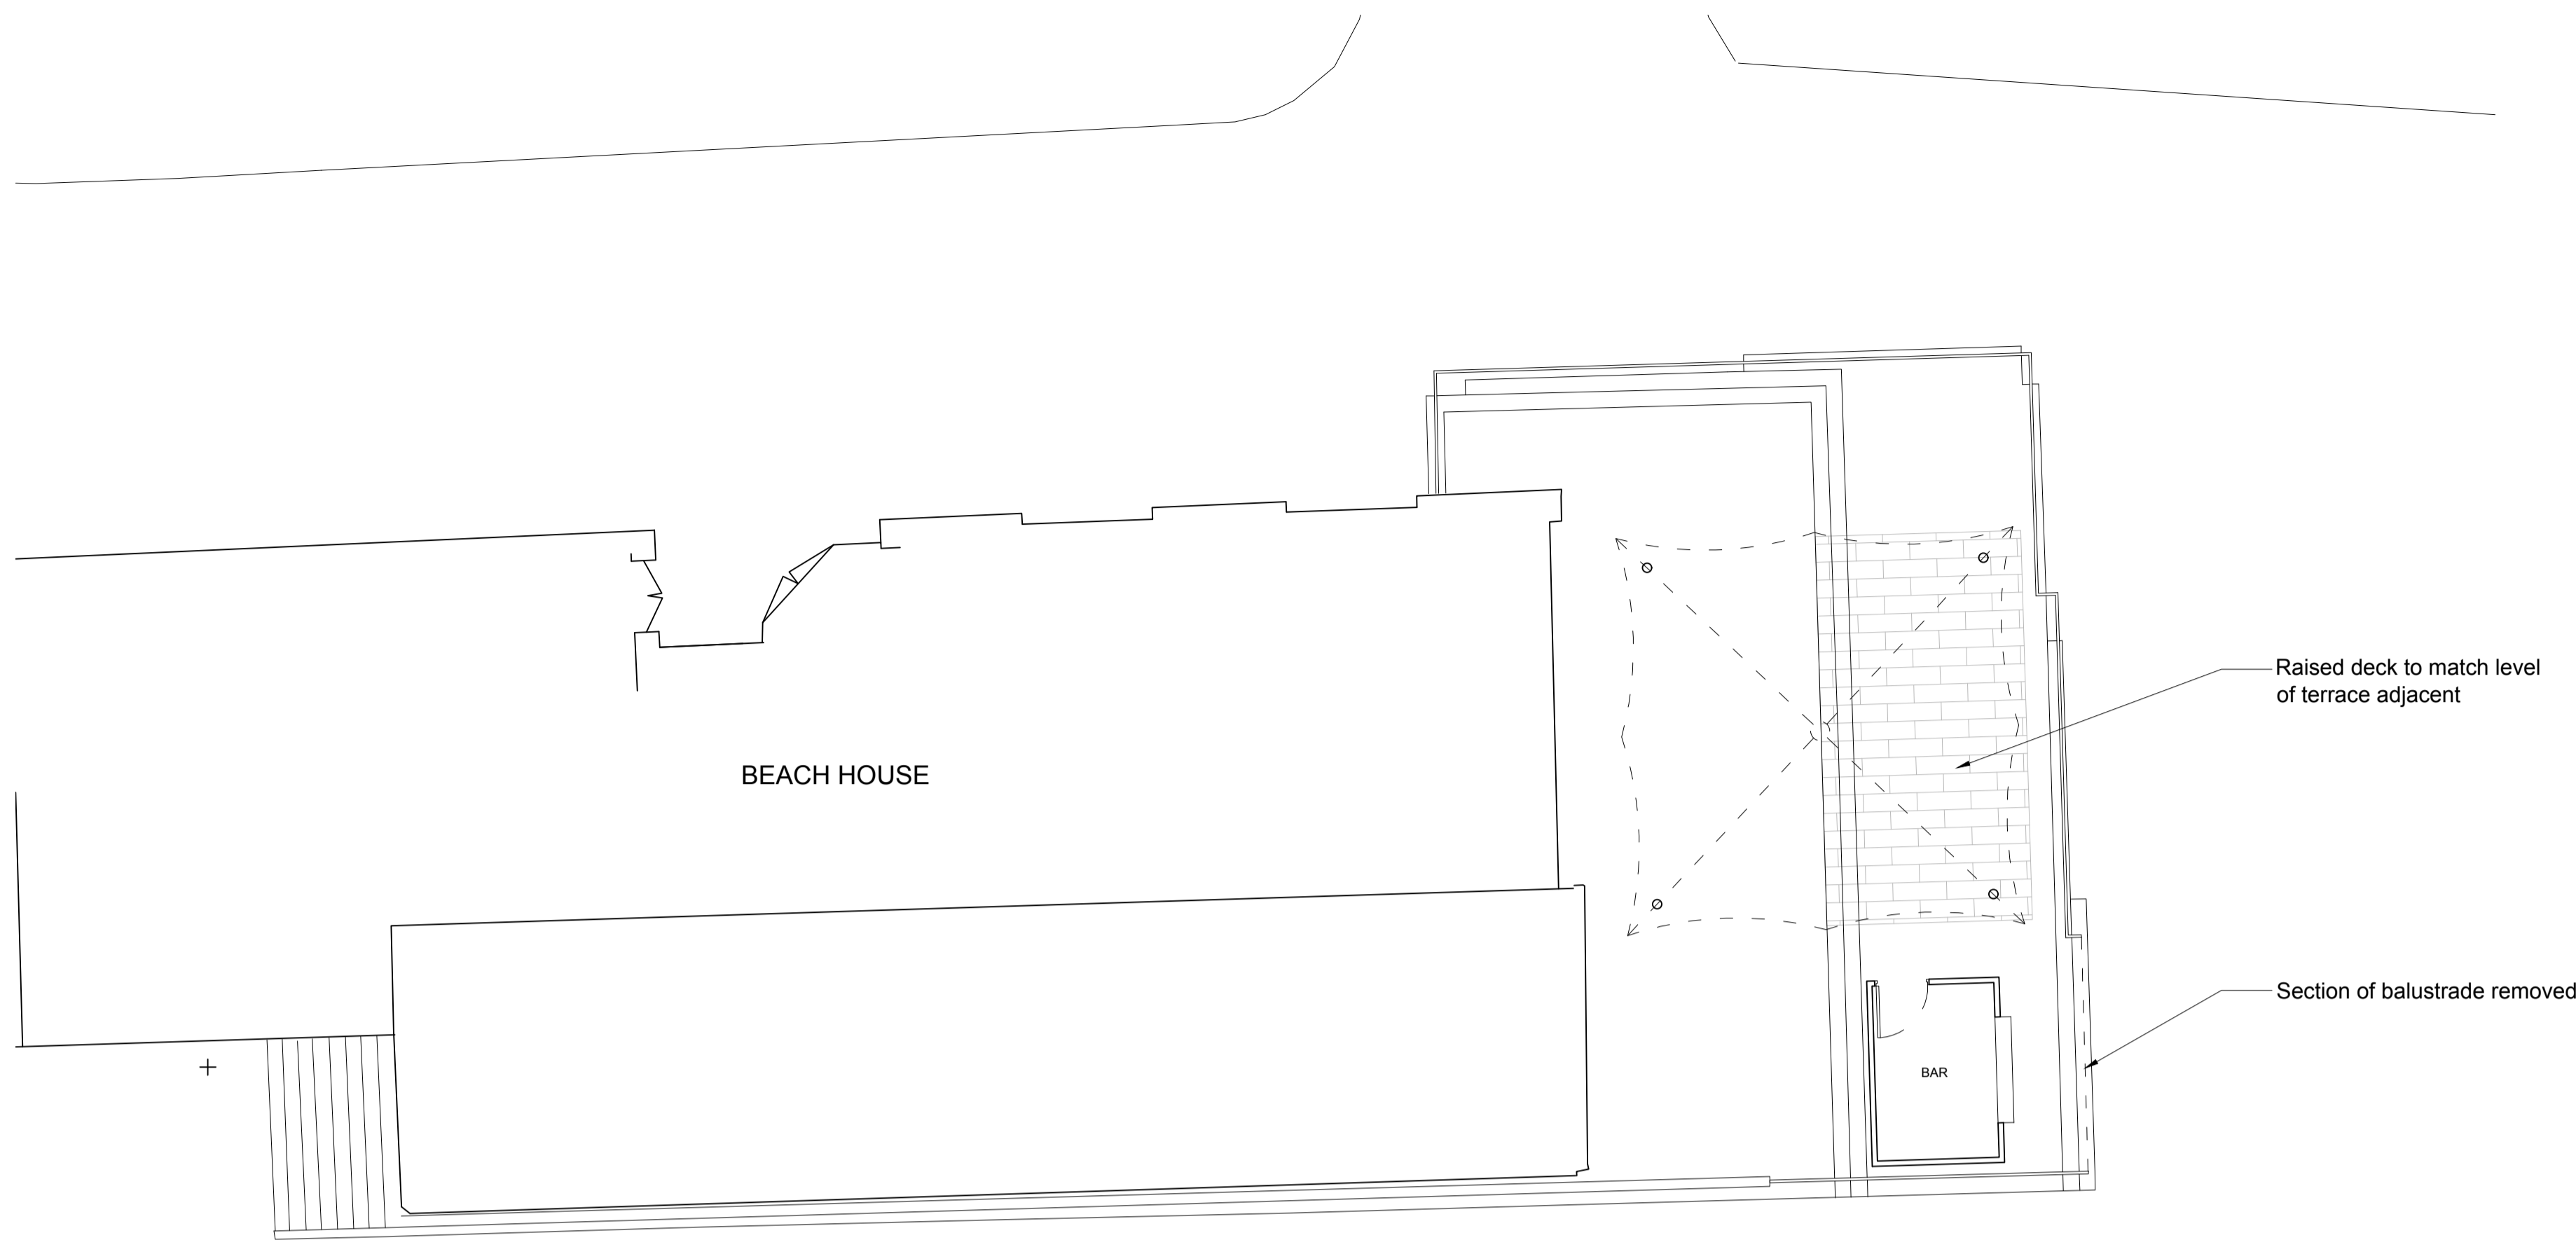 Raised deck to match level
of terrace adjacent
BEACH HOUSE
Section of balustrade removed
BAR